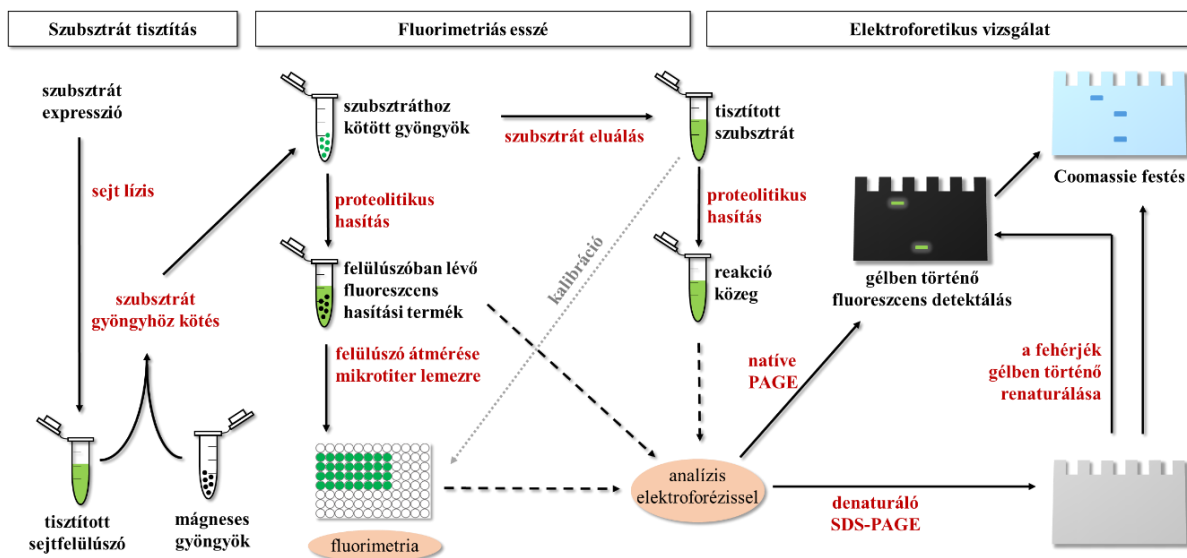 Szubsztrát tisztítás
Fluorimetriás esszé
Elektroforetikus vizsgálat
szubsztrát
expresszió
sejt lízis
szubsztrát
gyöngyhöz kötés
tisztított
sejtfelülúszó
mágneses
gyöngyök
szubsztráthoz
kötött gyöngyök
szubsztrát eluálás
proteolitikus
hasítás
felülúszóban lévő
fluoreszcens
hasítási termék
felülúszó átmérése
mikrotiter lemezre
fluorimetria
kalibráció
tisztított
szubsztrát
proteolitikus
hasítás
reakció
közeg
analízis
elektroforézissel
natíve
PAGE
denaturáló
SDS-PAGE
gélben történő
fluoreszcens detektálás
Coomassie festés
a fehérjék
gélben történő
renaturálása